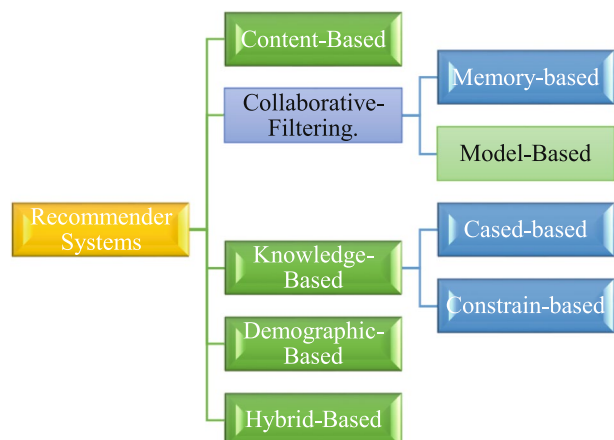 Content-Based
Collaborative-
Filtering.
Memory-based
Model-Based
Recommender
Systems
Knowledge-
Based
Cased-based
Constrain-based
Demographic-
Based
Hybrid-Based